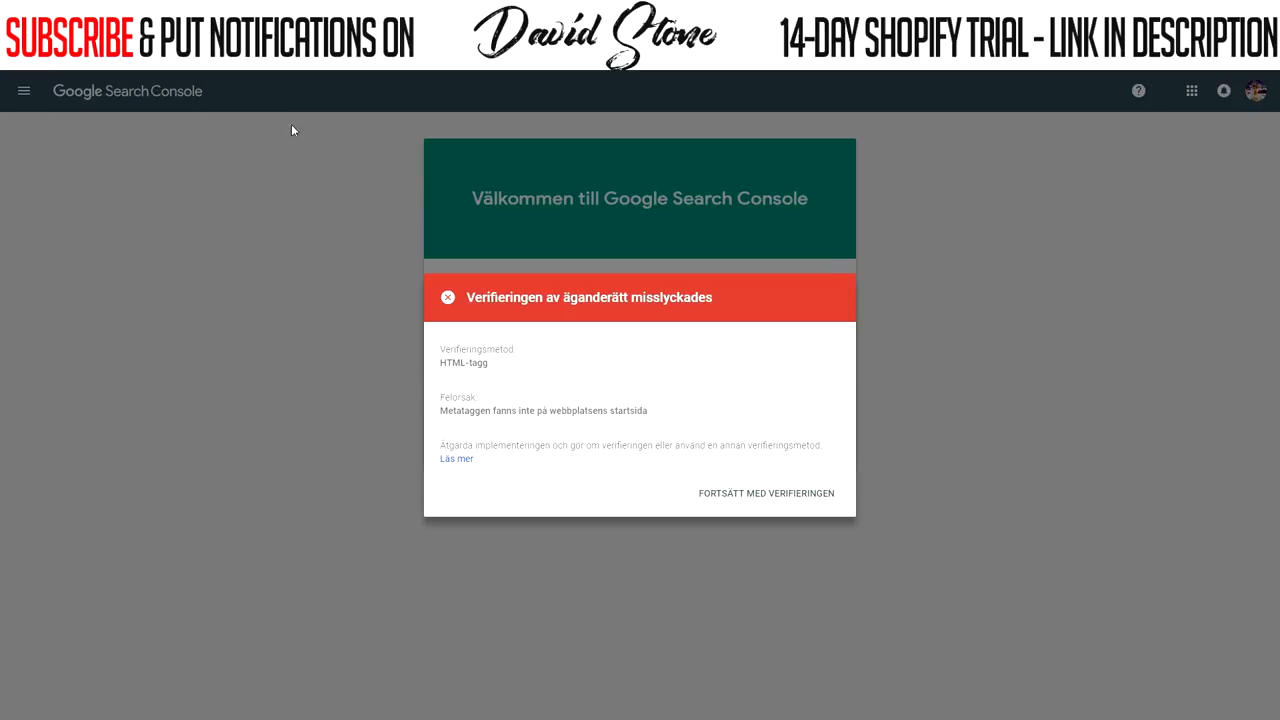 SUBSCRIBE & PUT NOTIFICATIONS ON
David Stone
14-DAY SHOPIFY TRIAL - LINK IN DESCRIPTION
Google Search Console
Välkommen till Google Search Console
Verifieringen av äganderätt misslyckades
Verifieringsmetod:
HTML-tagg
Felorsak:
Metataggen fanns inte på webbplatsens startsida
Åtgärda implementeringen och gör om verifieringen eller använd en annan verifieringsmetod.
Läs mer
FORTSÄTT MED VERIFIERINGEN